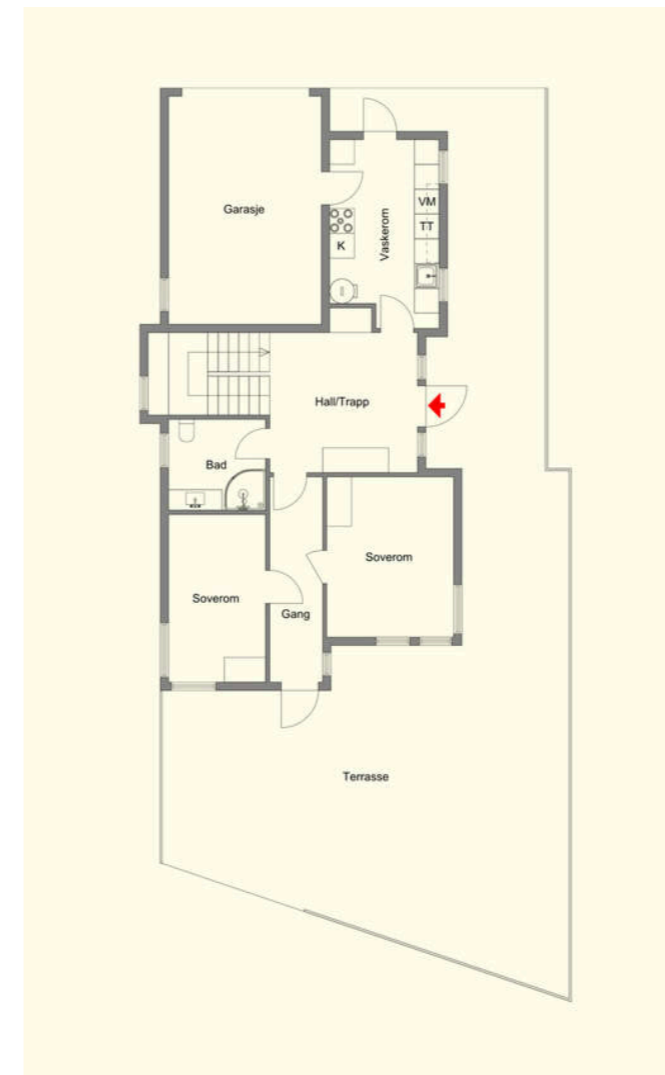 Garasje
VM
TT
Vaskerom
K
Hall/Trapp
Bad
Soverom
Soverom
Gang
Terrasse